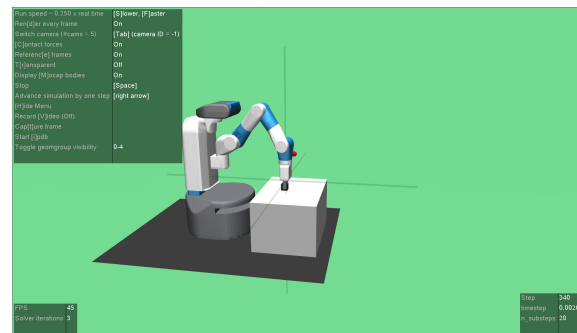 Run speed = 0.250 x real time [S]lower, [F]aster
Ren[d]er every frame On
Switch camera (#cams = 5) [Tab] (camera ID = -1)
[C]ontact forces On
Referenc[e] frames On
T[r]ansparent Off
Display [M]ocap bodies On
Stop [Space]
Advance simulation by one step [right arrow]
[H]ide Menu
Record [V]ideo (Off)
Cap[t]ure frame
Start [i]pdb
Toggle geomgroup visibility 0-4
FPS 45
Solver iterations 3
Step 340
timestep 0.0020
n_substeps 20